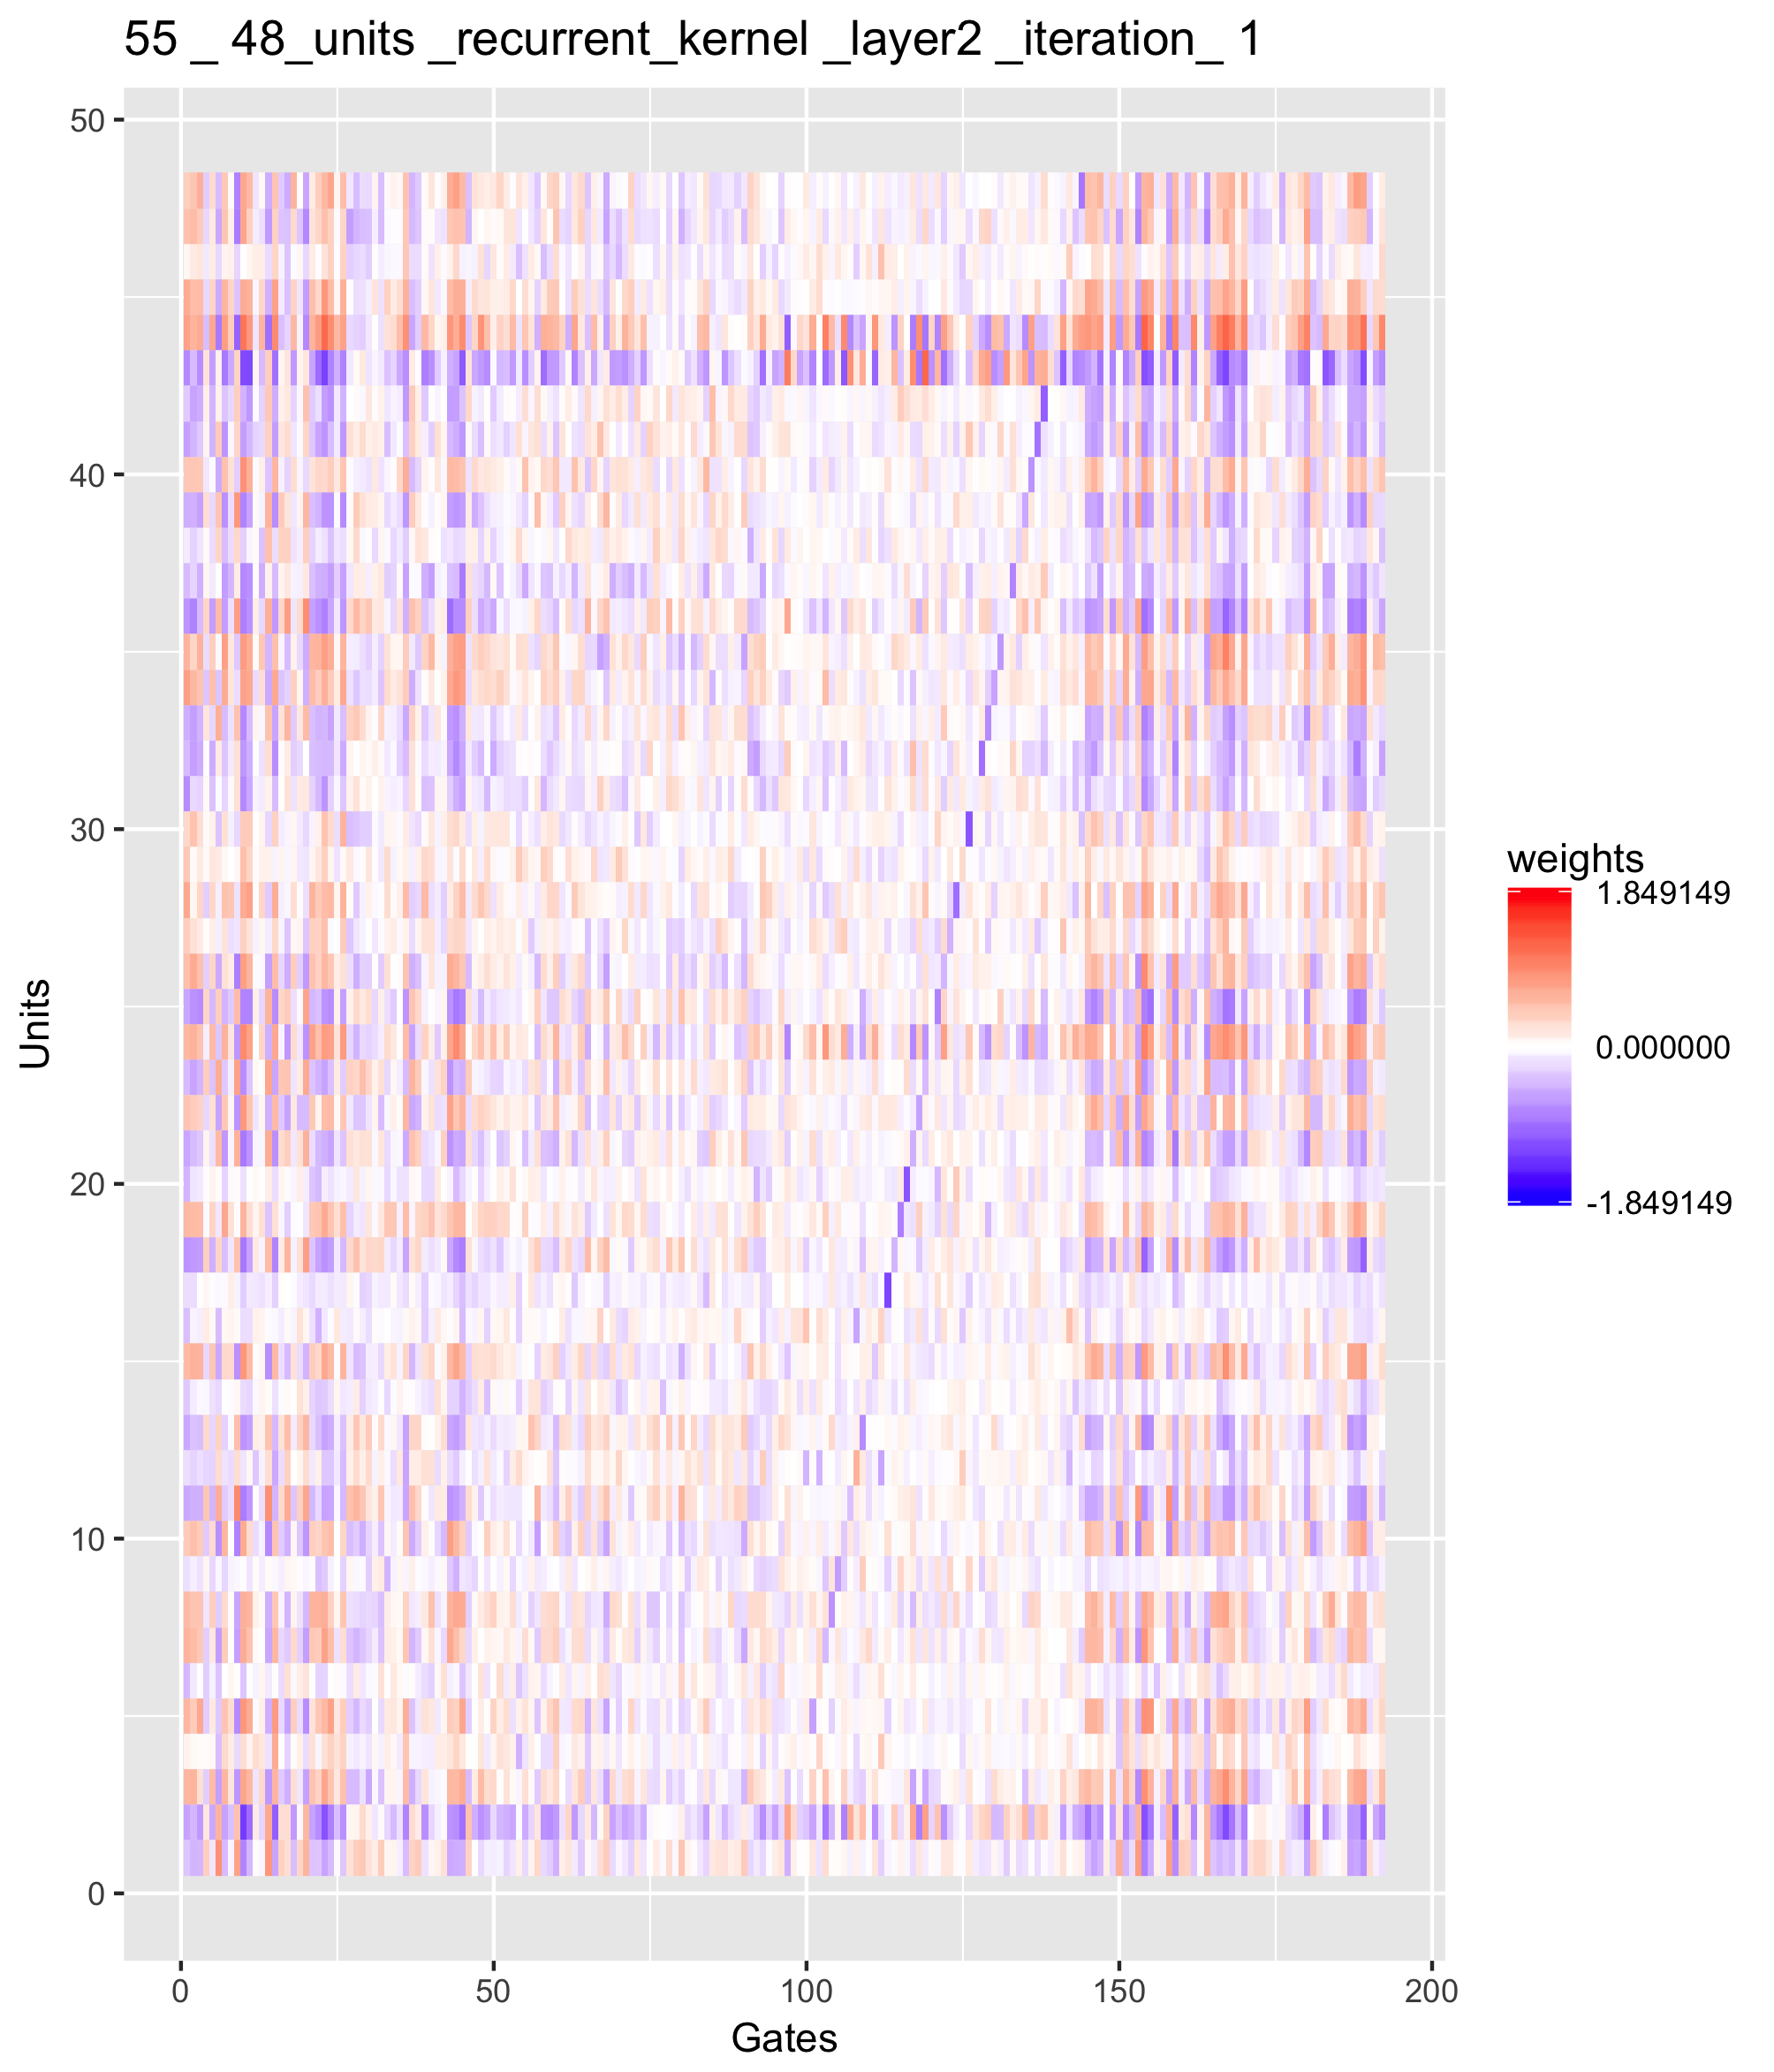 55 _ 48_units _recurrent_kernel _layer2 _iteration_ 1
50
40
30
20
10
0
Units
0 50 100 150 200
Gates
weights
1.849149
0.000000
-1.849149